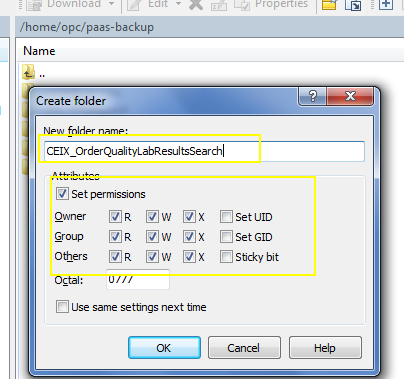 Download
Edit
Properties
/home/opc/paas-backup
Name
..
Create folder
?
New folder name:
CEIX_OrderQualityLabResultsSearch
Attributes
Set permissions
Owner R W X Set UID
Group R W X Set GID
Others R W X Sticky bit
Octal: 0777
Use same settings next time
OK Cancel Help